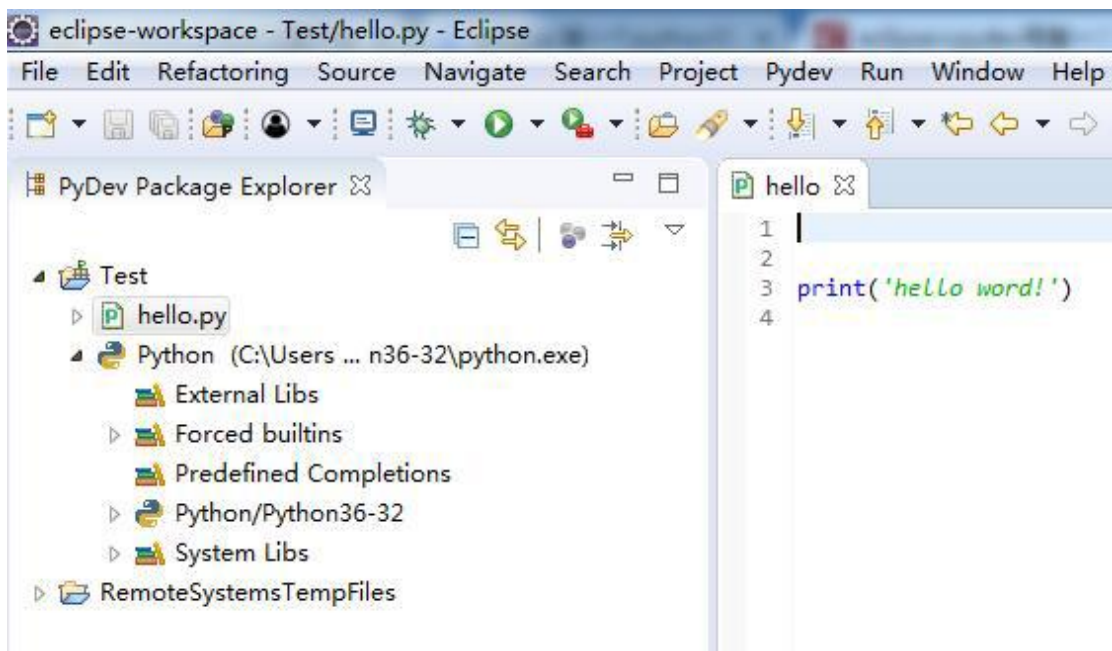 eclipse-workspace - Test/hello.py - Eclipse
File Edit Refactoring Source Navigate Search Project Pydev Run Window Help
PyDev Package Explorer
Test
hello.py
Python (C:\Users ... n36-32\python.exe)
External Libs
Forced builtins
Predefined Completions
Python/Python36-32
System Libs
RemoteSystemsTempFiles
hello
1
2
3 print('hello word!')
4